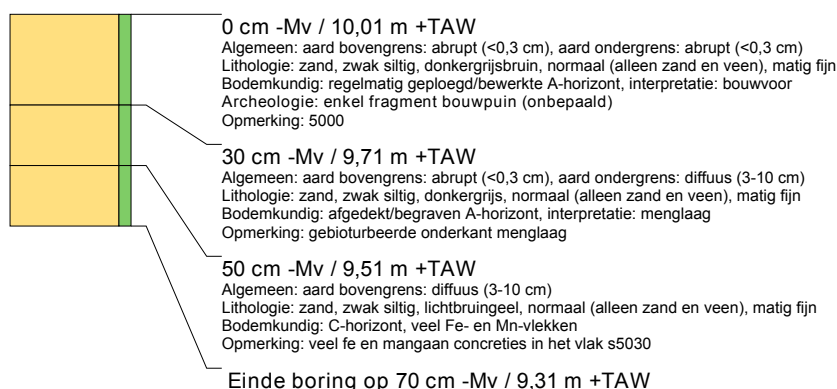 0 cm -Mv / 10,01 m +TAW
Algemeen: aard bovengrens: abrupt (<0,3 cm), aard ondergrens: abrupt (<0,3 cm)
Lithologie: zand, zwak siltig, donkergrijsbruin, normaal (alleen zand en veen), matig fijn
Bodemkundig: regelmatig geploegd/bewerkte A-horizont, interpretatie: bouwvoor
Archeologie: enkel fragment bouwpuin (onbepaald)
Opmerking: 5000
30 cm -Mv / 9,71 m +TAW
Algemeen: aard bovengrens: abrupt (<0,3 cm), aard ondergrens: diffuus (3-10 cm)
Lithologie: zand, zwak siltig, donkergrijs, normaal (alleen zand en veen), matig fijn
Bodemkundig: afgedekt/begraven A-horizont, interpretatie: menglaag
Opmerking: gebioturbeerde onderkant menglaag
50 cm -Mv / 9,51 m +TAW
Algemeen: aard bovengrens: diffuus (3-10 cm)
Lithologie: zand, zwak siltig, lichtbruingeel, normaal (alleen zand en veen), matig fijn
Bodemkundig: C-horizont, veel Fe- en Mn-vlekken
Opmerking: veel fe en mangaan concreties in het vlak s5030
Einde boring op 70 cm -Mv / 9,31 m +TAW